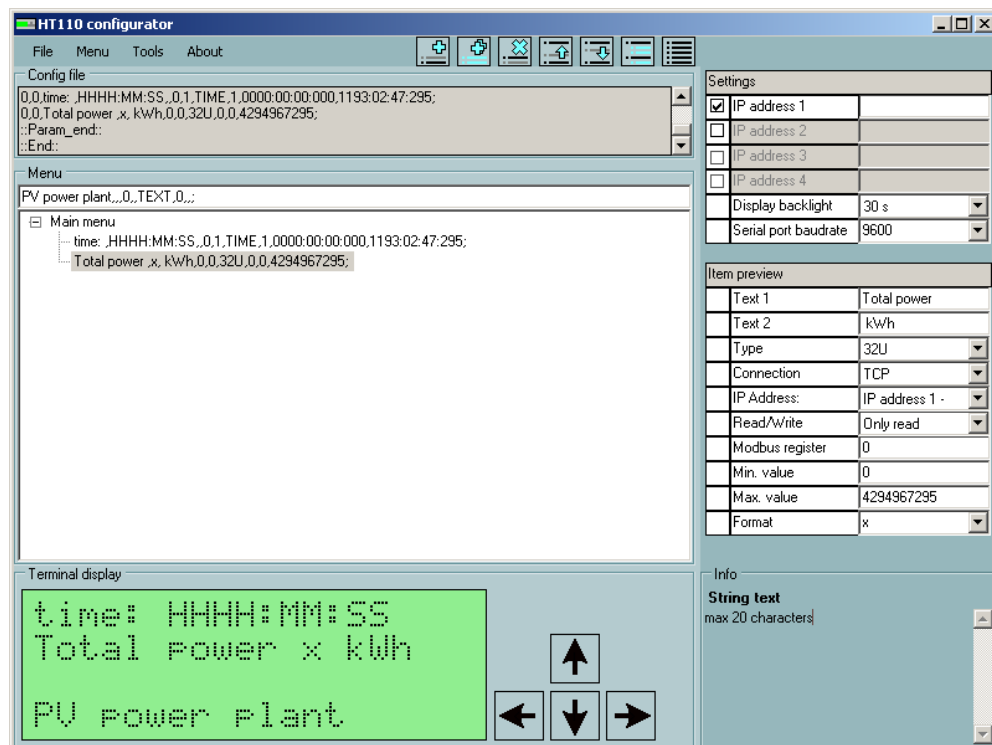 HT110 configurator
File Menu Tools About
Config file
0,0,time: ,HHHH:MM:SS,,0,1,TIME,1,0000:00:00:000,1193:02:47:295;
0,0,Total power ,x, kWh,0,0,32U,0,0,4294967295;
::Param_end::
::End::
Menu
PV power plant,,,0,,TEXT,0,,;
Main menu
time: ,HHHH:MM:SS,,0,1,TIME,1,0000:00:00:000,1193:02:47:295;
Total power ,x, kWh,0,0,32U,0,0,4294967295;
Terminal display
time: HHHH:MM:SS
Total power x kWh
PV power plant
Settings
IP address 1
IP address 2
IP address 3
IP address 4
Display backlight 30 s
Serial port baudrate 9600
Item preview
Text 1 Total power
Text 2 kWh
Type 32U
Connection TCP
IP Address: IP address 1 -
Read/Write Only read
Modbus register 0
Min. value 0
Max. value 4294967295
Format x
Info
String text
max 20 characters